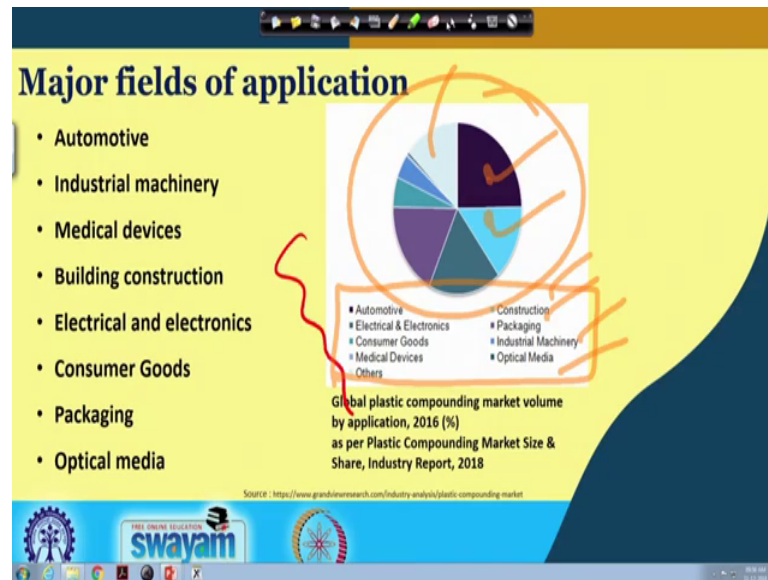 Major fields of application
• Automotive
• Industrial machinery
• Medical devices
• Building construction
• Electrical and electronics
• Consumer Goods
• Packaging
• Optical media
Automotive
Construction
Electrical & Electronics
Packaging
Consumer Goods
Industrial Machinery
Medical Devices
Optical Media
Others
Global plastic compounding market volume
by application, 2016 (%)
as per Plastic Compounding Market Size &
Share, Industry Report, 2018
Source : https://www.grandviewresearch.com/industry-analysis/plastic-compounding-market
FREE ONLINE EDUCATION
swayam